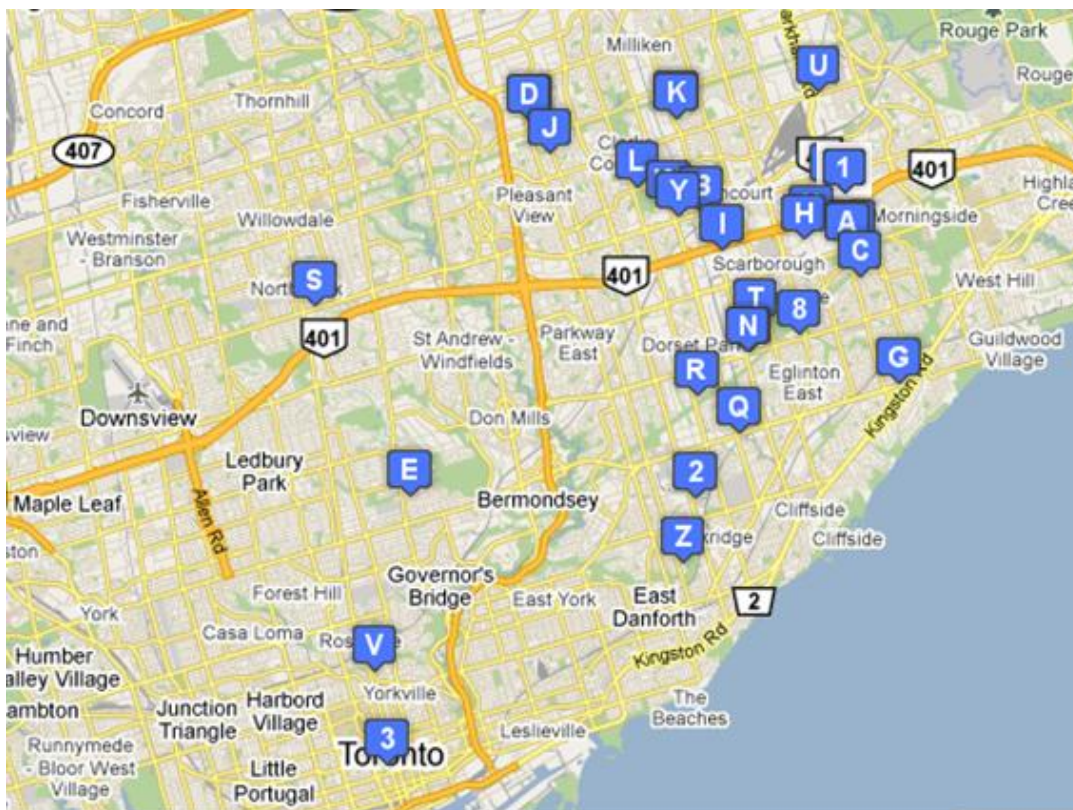 Rouge Park
Milliken
U
Rouge
Thornhill
Concord
D
K
J
407
L
401
1
Pleasant
View
Y
Highla
Cree
Fisherville
Willowdale
I
H
A
Morningside
C
Westminster
- Branson
Scarborough
West Hill
401
S
T
8
401
Finch
St Andrew -
Windfields
Parkway
East
N
Dorset Park
Guildwood
Village
G
R
Eglinton
East
Kingston Rd
Downsview
Don Mills
Q
Ledbury
Park
E
2
Maple Leaf
Allen Rd
Bermondsey
Z
Cliffside
Cliffside
Governor's
Bridge
Forest Hill
East York
East
Danforth
2
York
Casa Loma
V
Kingston Rd
Humber
alley Village
Yorkville
The
Beaches
Junction
Triangle
Harbord
Village
Leslieville
3
Toronto
Runnymede
- Bloor West
Village
Little
Portugal